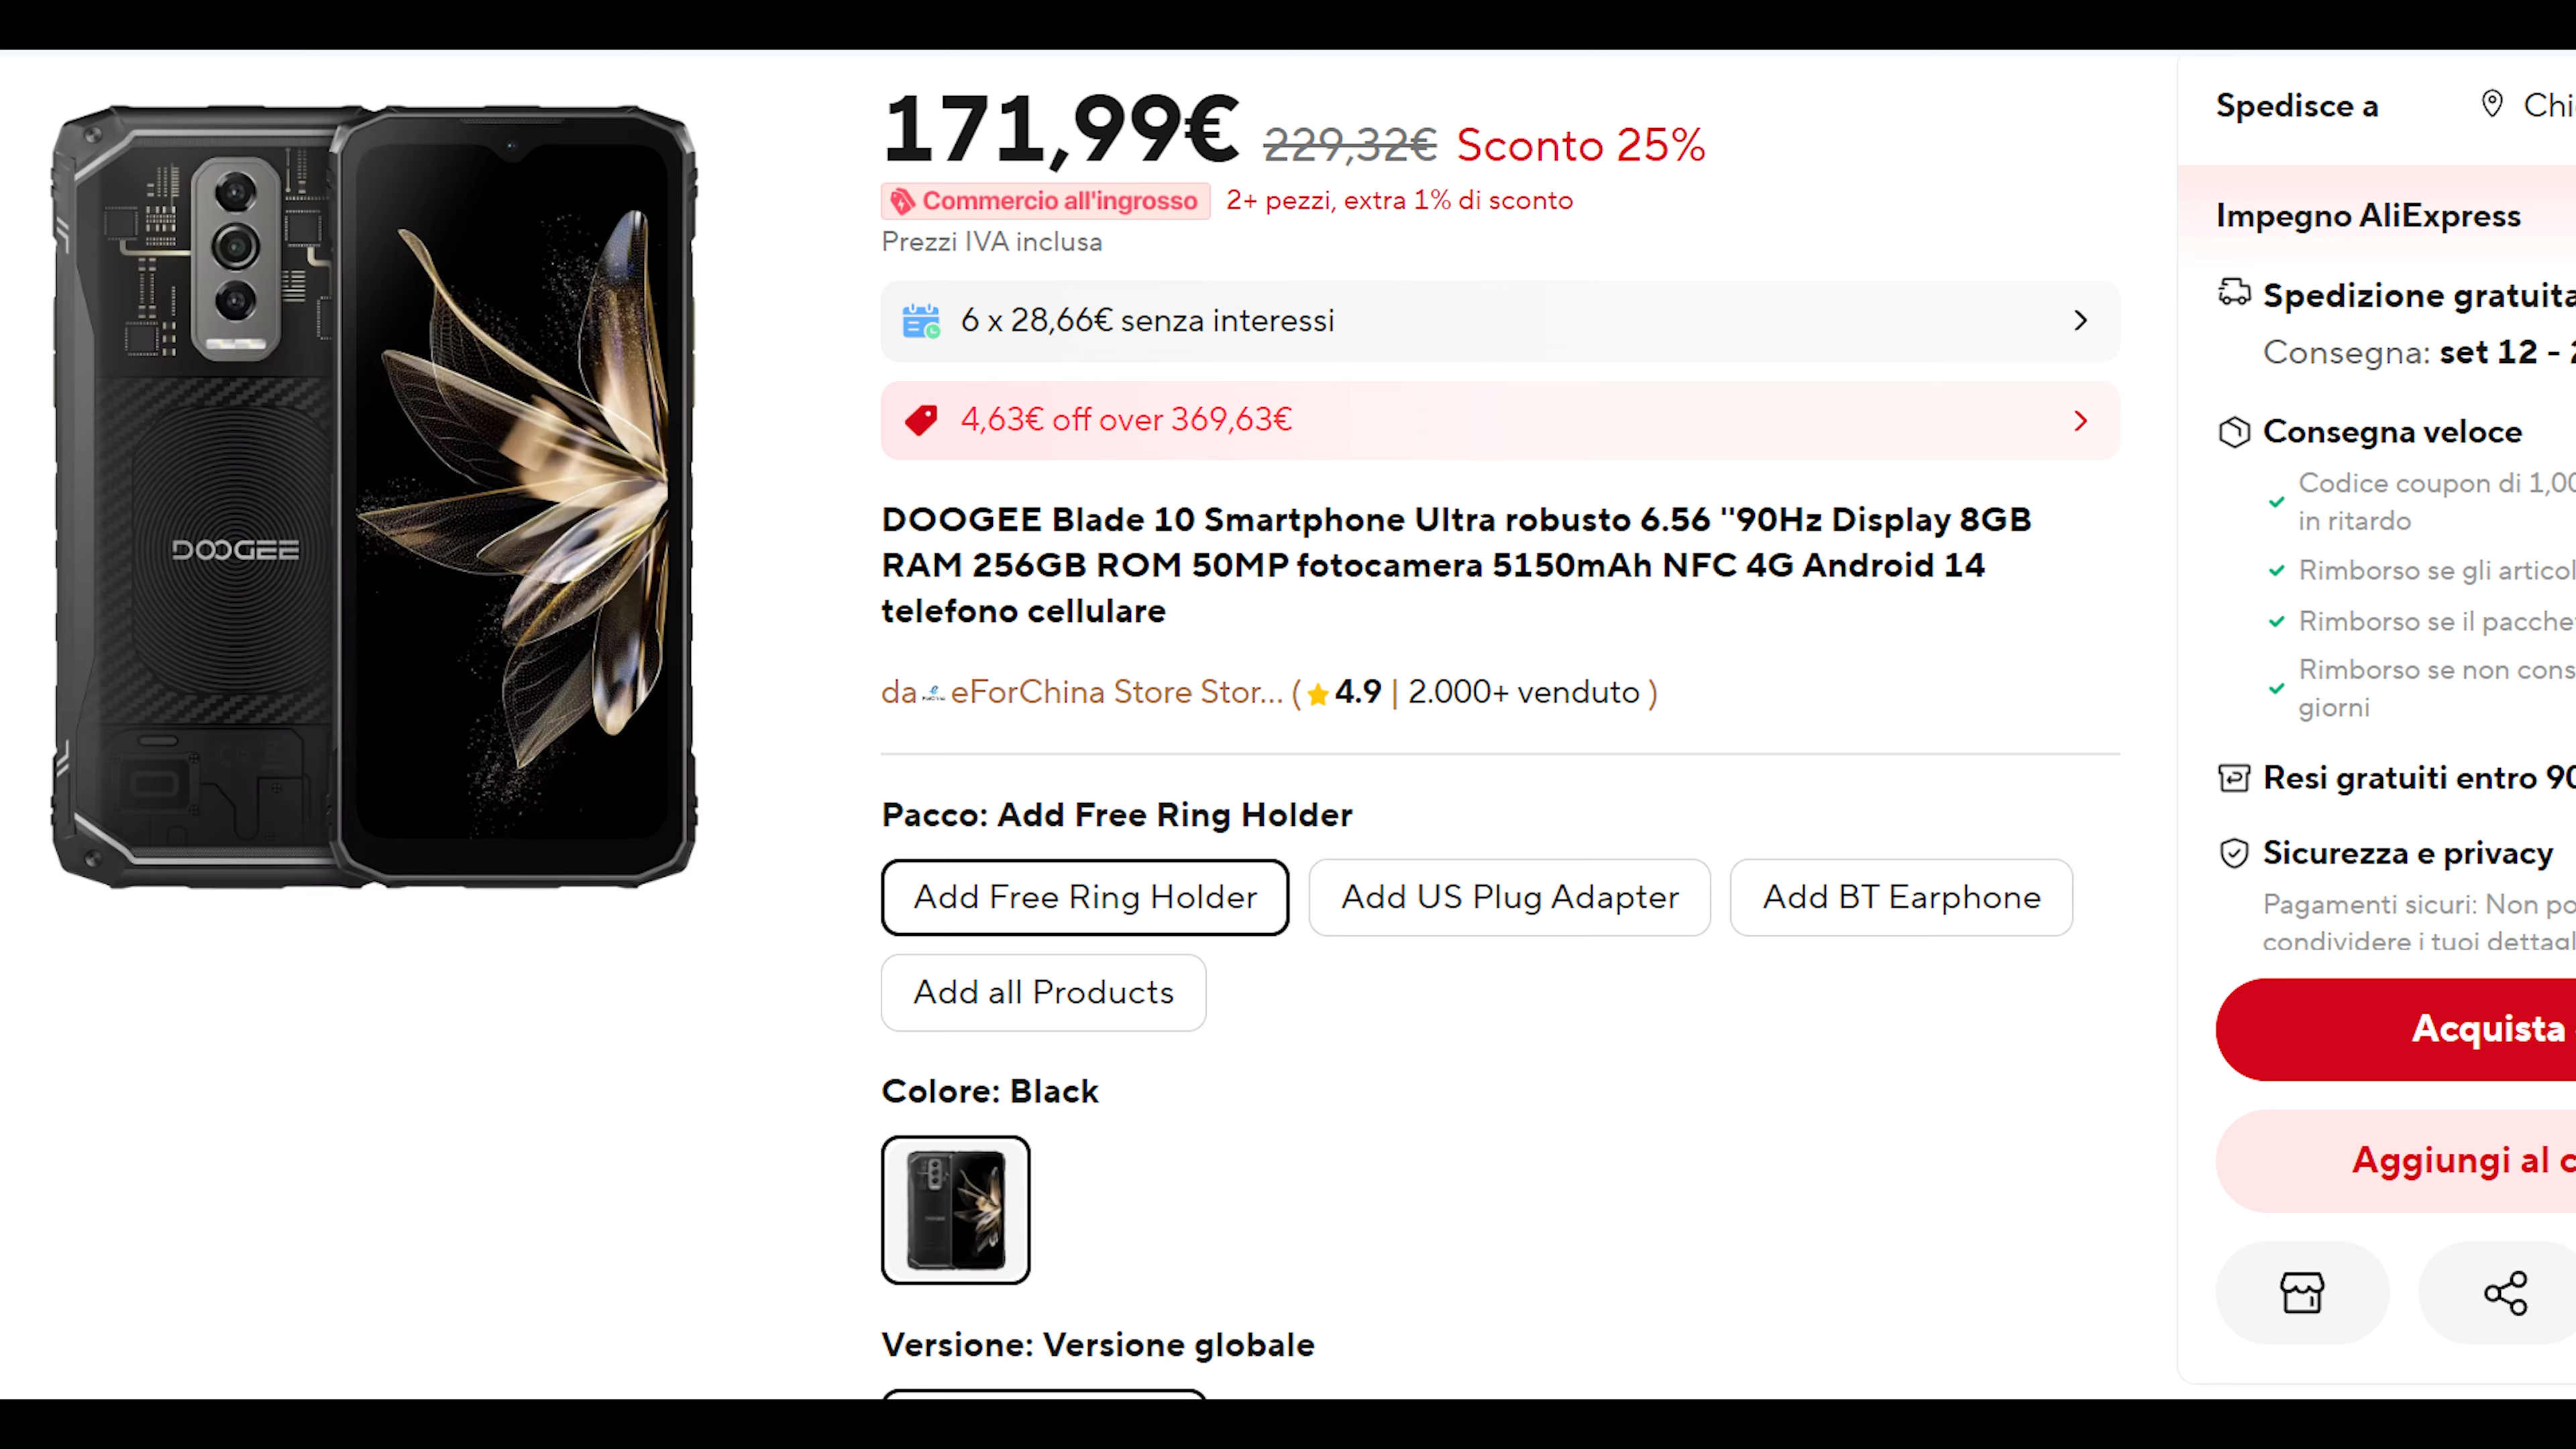 DOOGEE
171,99€ 229,32€ Sconto 25%
Commercio all'ingrosso 2+ pezzi, extra 1% di sconto
Prezzi IVA inclusa
6 x 28,66€ senza interessi
4,63€ off over 369,63€
DOOGEE Blade 10 Smartphone Ultra robusto 6.56 "90Hz Display 8GB
RAM 256GB ROM 50MP fotocamera 5150mAh NFC 4G Android 14
telefono cellulare
da eForChina Store Stor... ( 4.9 | 2.000+ venduto )
Pacco: Add Free Ring Holder
Add Free Ring Holder
Add US Plug Adapter
Add BT Earphone
Add all Products
Colore: Black
Versione: Versione globale
Spedisce a
Chi
Impegno AliExpress
Spedizione gratuita
Consegna: set 12 - 2
Consegna veloce
Codice coupon di 1,00
in ritardo
Rimborso se gli articol
Rimborso se il pacche
Rimborso se non cons
giorni
Resi gratuiti entro 90
Sicurezza e privacy
Pagamenti sicuri: Non po
condividere i tuoi dettagl
Acquista
Aggiungi al c